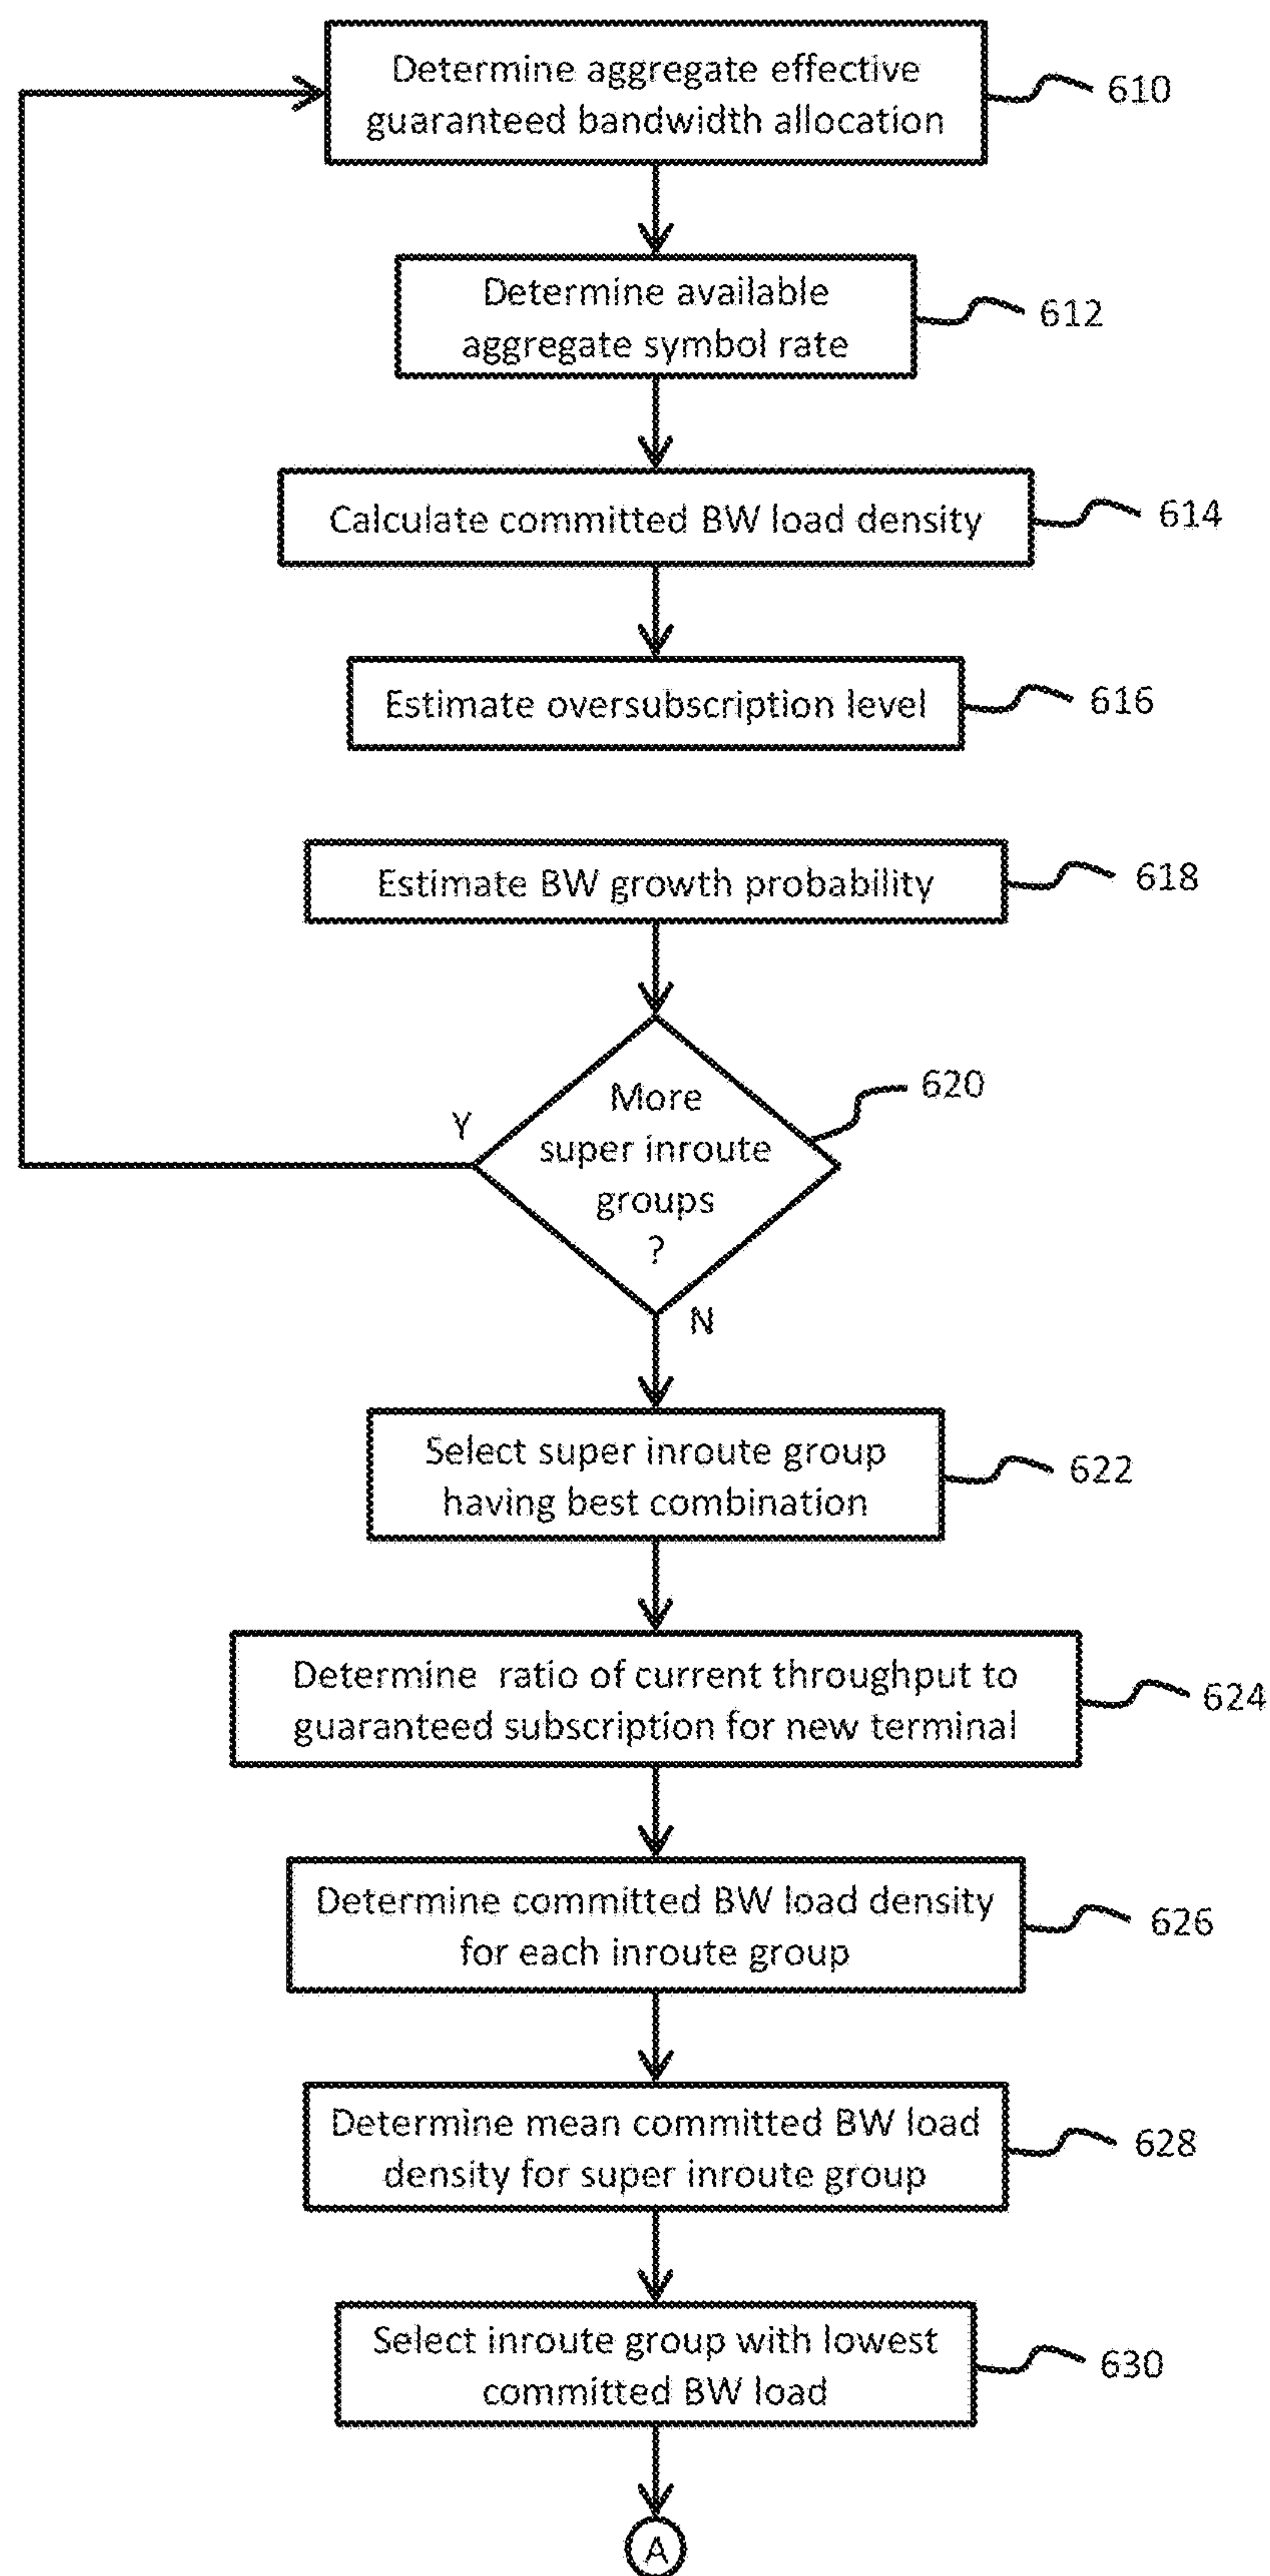 Determine aggregate effective
guaranteed bandwidth allocation
610
Determine available
aggregate symbol rate
612
Calculate committed BW load density
614
Estimate oversubscription level
616
Estimate BW growth probability
618
More
super inroute
groups
?
620
Y
N
Select super inroute group
having best combination
622
Determine ratio of current throughput to
guaranteed subscription for new terminal
624
Determine committed BW load density
for each inroute group
626
Determine mean committed BW load
density for super inroute group
628
Select inroute group with lowest
committed BW load
630
A